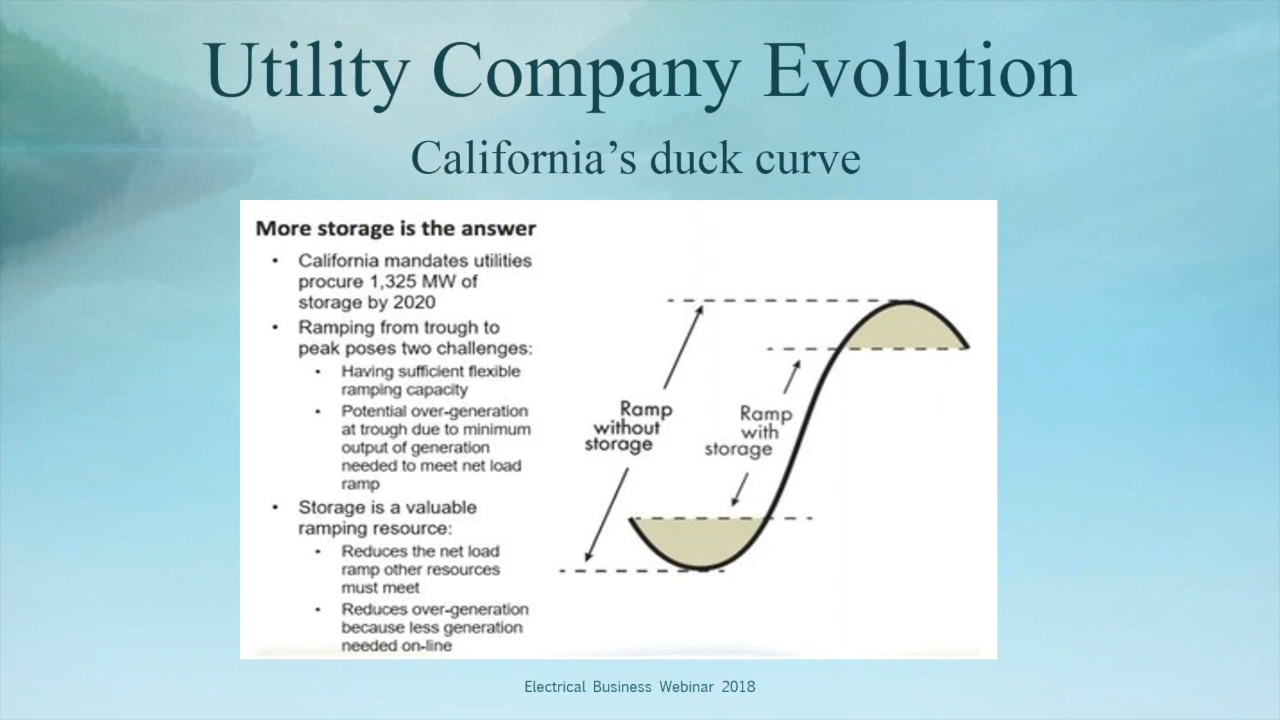 Utility Company Evolution
California’s duck curve
More storage is the answer
• California mandates utilities
procure 1,325 MW of
storage by 2020
• Ramping from trough to
peak poses two challenges:
• Having sufficient flexible
ramping capacity
• Potential over-generation
at trough due to minimum
output of generation
needed to meet net load
ramp
• Storage is a valuable
ramping resource:
• Reduces the net load
ramp other resources
must meet
• Reduces over-generation
because less generation
needed on-line
Ramp
without
storage
Ramp
with
storage
Electrical Business Webinar 2018